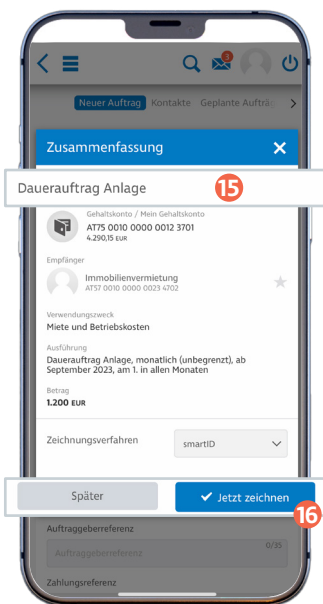 3
Neuer Auftrag Kontakte Geplante Aufträ
Zusammenfassung
Dauerauftrag Anlage 15
Gehaltskonto / Mein Gehaltskonto
AT75 0010 0000 0012 3701
4.290,15 EUR
Empfänger
Immobilienvermietung
AT57 0010 0000 0023 4702
Verwendungszweck
Miete und Betriebskosten
Ausführung
Dauerauftrag Anlage, monatlich (unbegrenzt), ab
September 2023, am 1. in allen Monaten
Betrag
1.200 EUR
Zeichnungsverfahren smartID
Später Jetzt zeichnen
16
Auftraggeberreferenz
Auftraggeberreferenz 0/35
Zahlungsreferenz